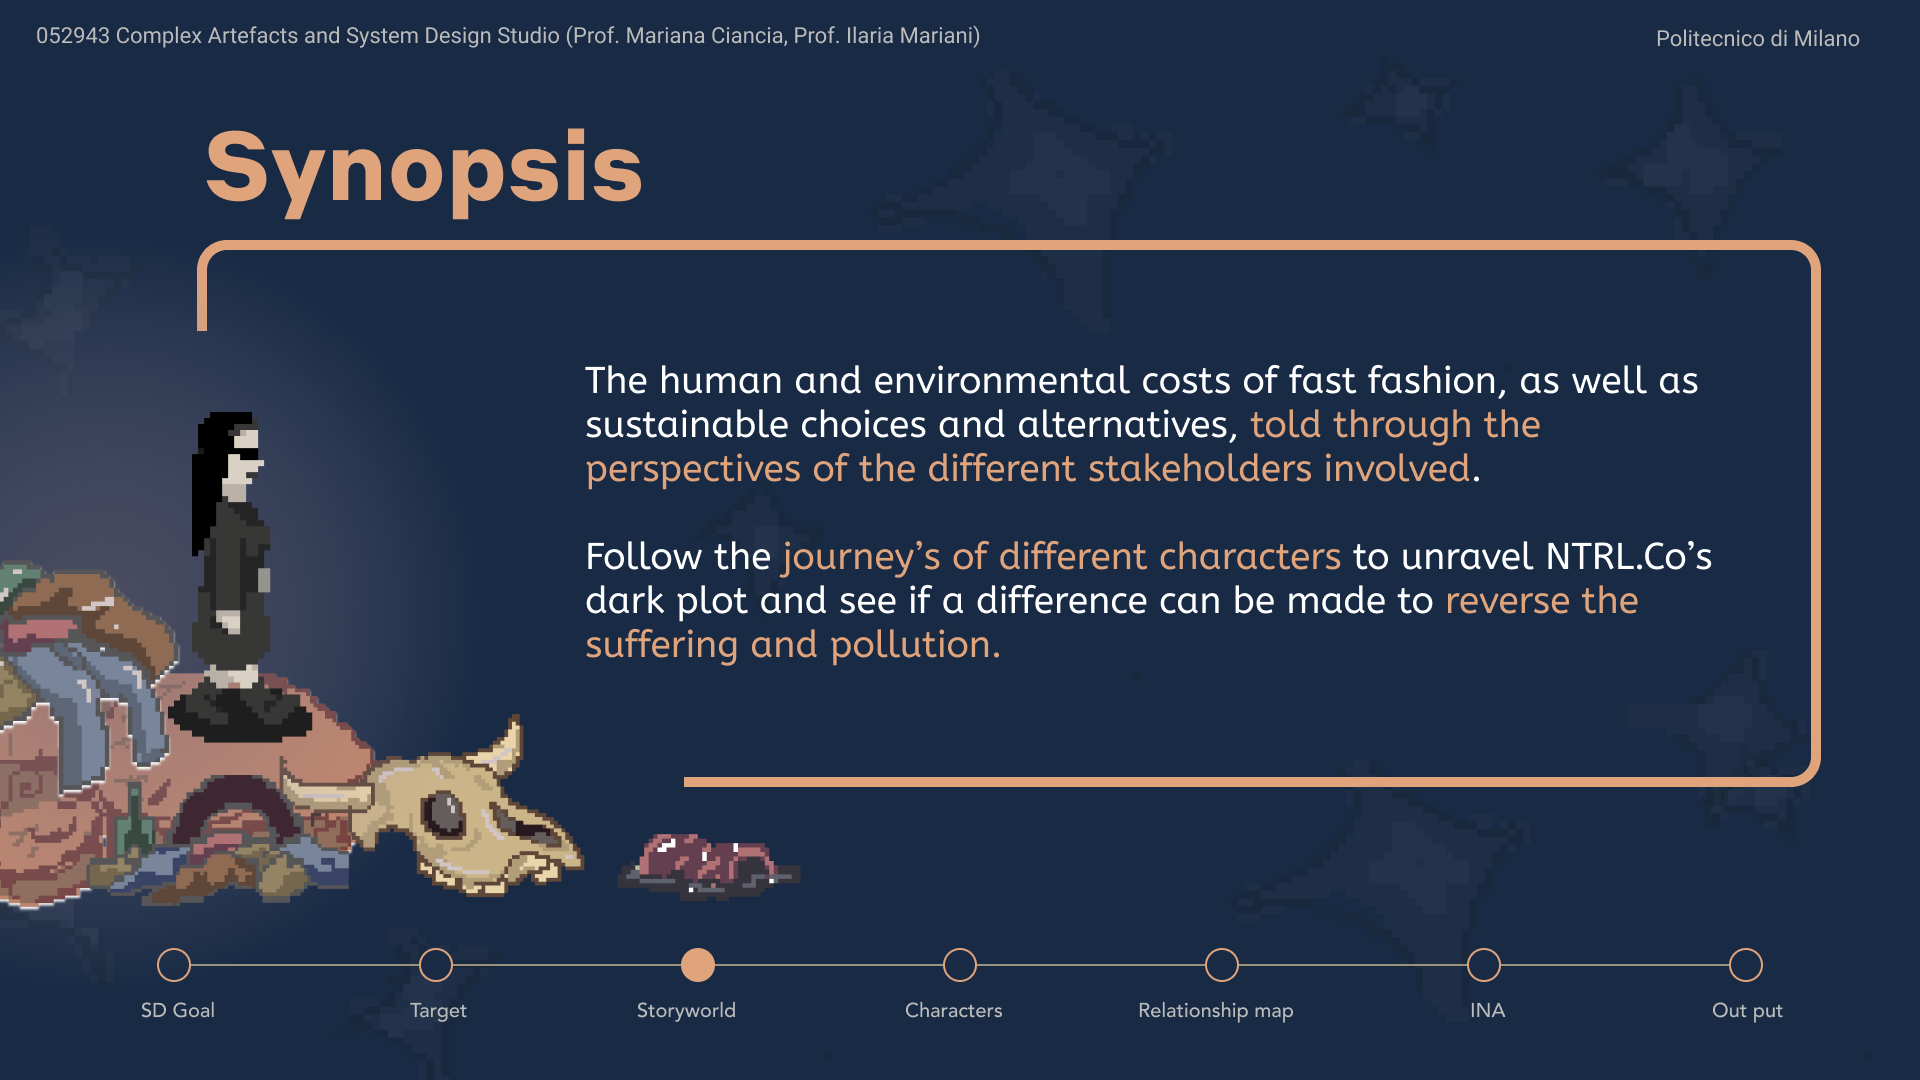 052943 Complex Artefacts and System Design Studio (Prof. Mariana Ciancia, Prof. Ilaria Mariani)
Politecnico di Milano
Synopsis
The human and environmental costs of fast fashion, as well as
sustainable choices and alternatives, told through the
perspectives of the different stakeholders involved.
Follow the journey’s of different characters to unravel NTRL.Co’s
dark plot and see if a difference can be made to reverse the
suffering and pollution.
SD Goal
Target
Storyworld
Characters
Relationship map
INA
Out put